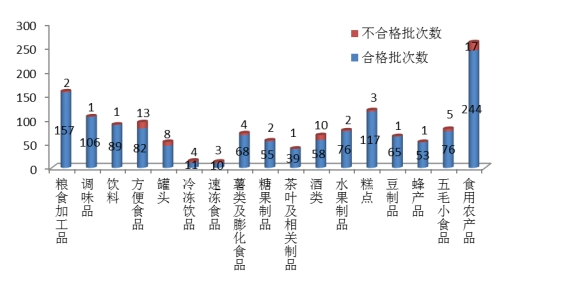 300
250
200
150
100
50
0
不合格批次数
合格批次数
2 1 1 13 8 4 3 4 2 1 10 2 3 1 1 5 17
157 106 89 82 11 10 68 55 39 58 76 117 65 53 76 244
粮食加工品
调味品
饮料
方便食品
罐头
冷冻饮品
速冻食品
薯类及膨化食品
糖果制品
茶叶及相关制品
酒类
水果制品
糕点
豆制品
蜂产品
五毛小食品
食用农产品